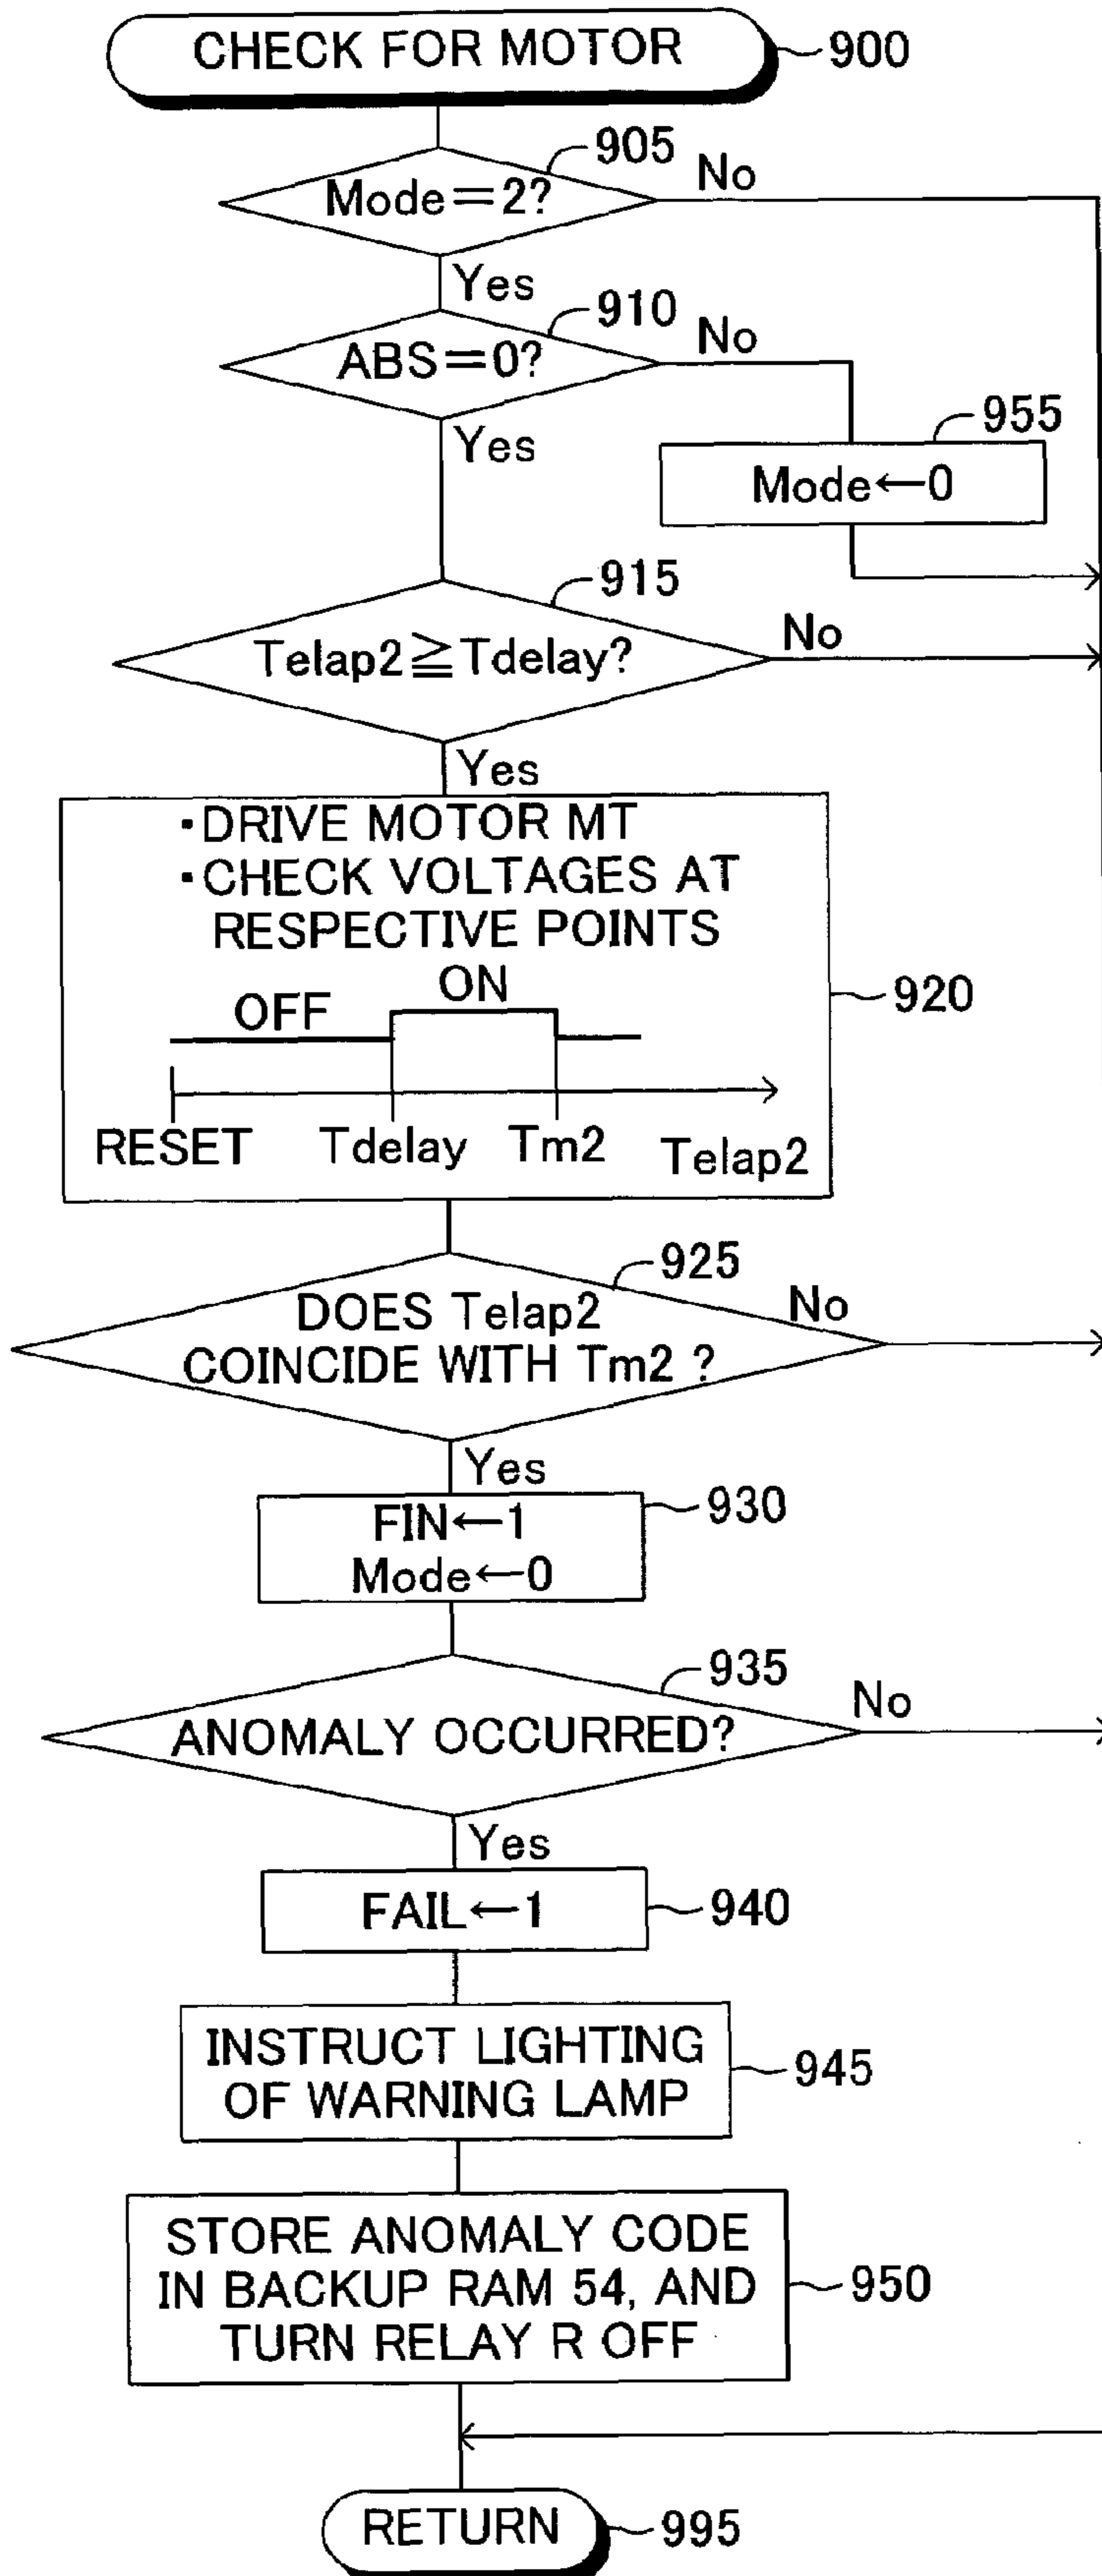 CHECK FOR MOTOR
900
905
Mode=2?
No
Yes
910
ABS=0?
No
Yes
955
Mode←0
915
Telap2≧Tdelay?
No
Yes
・DRIVE MOTOR MT
・CHECK VOLTAGES AT
RESPECTIVE POINTS
ON
OFF
920
RESET
Tdelay
Tm2
Telap2
925
DOES Telap2
COINCIDE WITH Tm2 ?
No
Yes
930
FIN←1
Mode←0
935
ANOMALY OCCURRED?
No
Yes
FAIL←1
940
INSTRUCT LIGHTING
OF WARNING LAMP
945
STORE ANOMALY CODE
IN BACKUP RAM 54, AND
TURN RELAY R OFF
950
RETURN
995